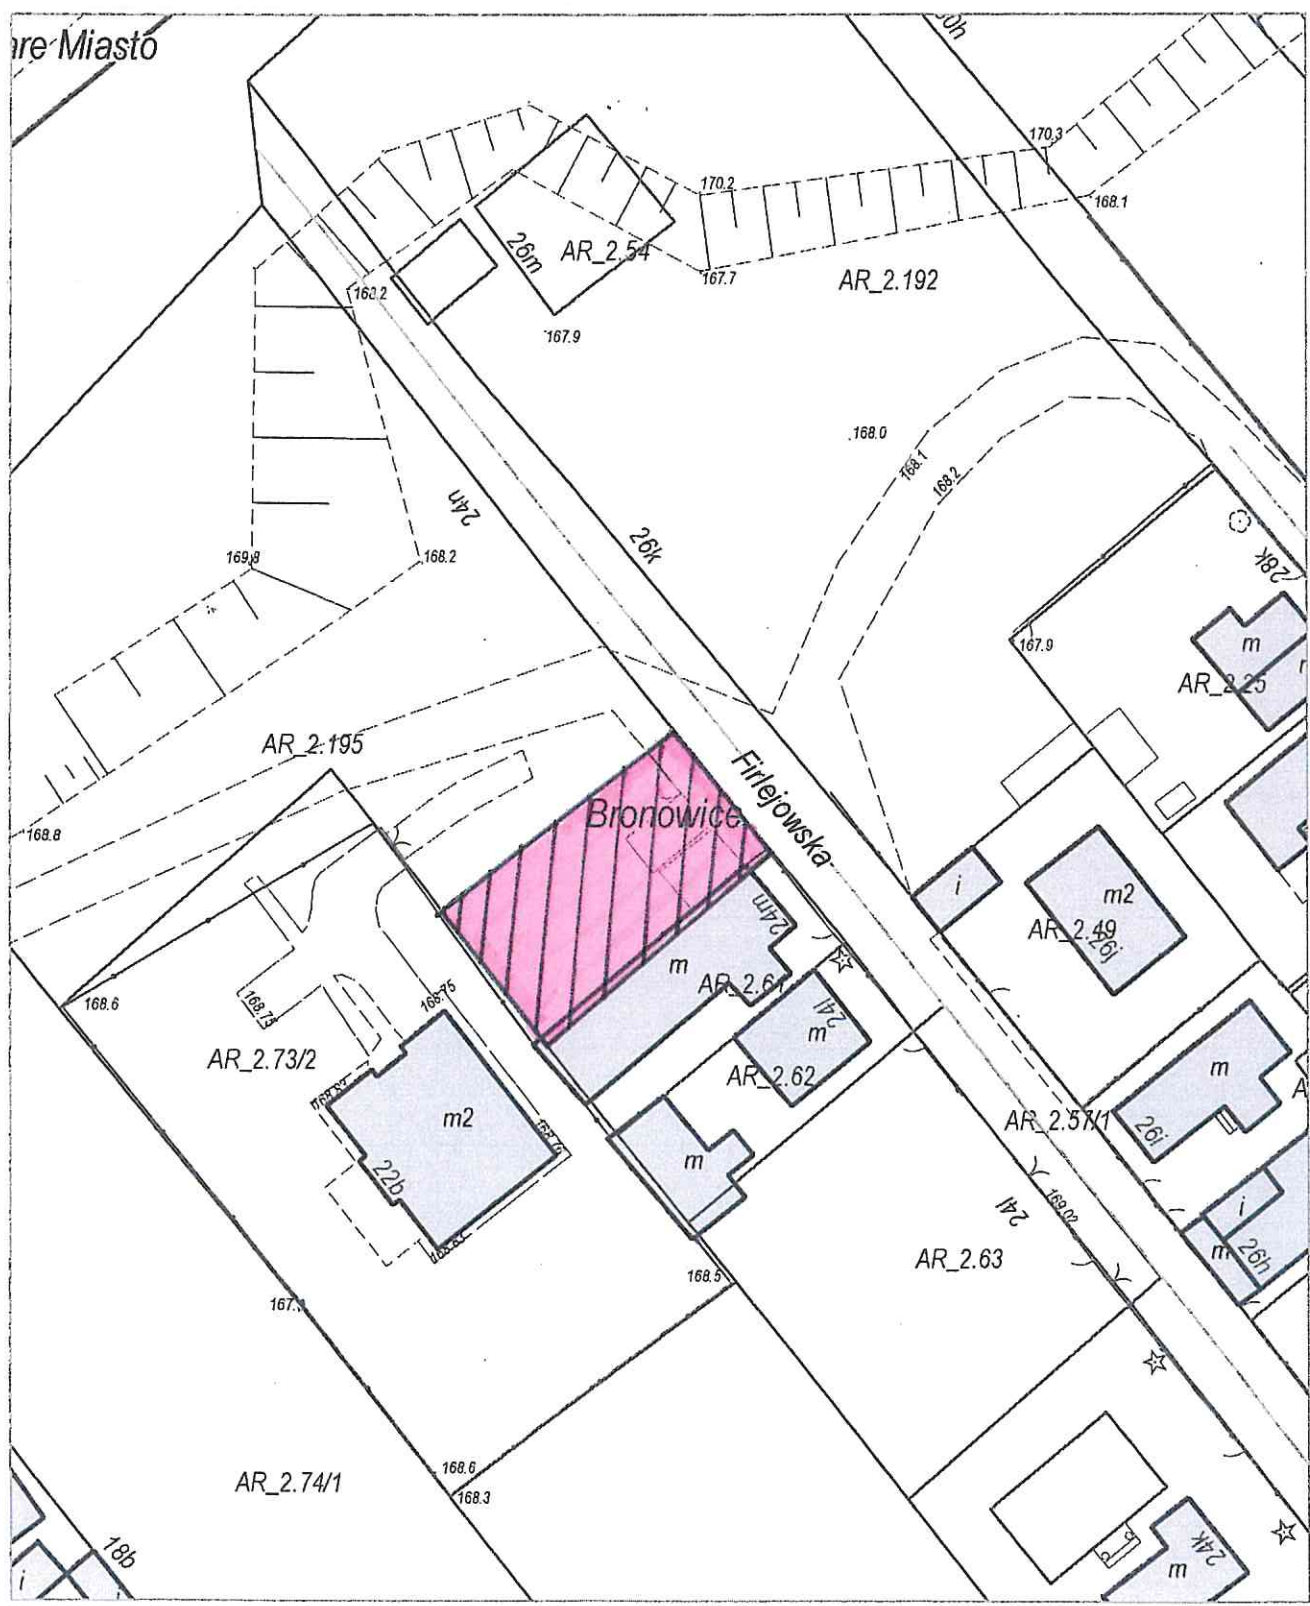 are Miasto
170.3
170.2
168.1
26m
AR_2.54
167.7
AR_2.192
168.2
167.9
168.0
168.1
168.2
24n
26k
28k
169.8
168.2
m
167.9
AR_2.25
AR_2.195
Firlejowska
Bronowice
168.8
i
m2
AR_2.49
26j
24m
m
AR_2.61
168.6
168.75
168.75
24l
m
AR_2.73/2
AR_2.62
m
AR_2.57/1
26i
m2
m
22b
24l
169.02
i
m
26h
AR_2.63
168.5
168.6
168.3
AR_2.74/1
18b
24k
m
i